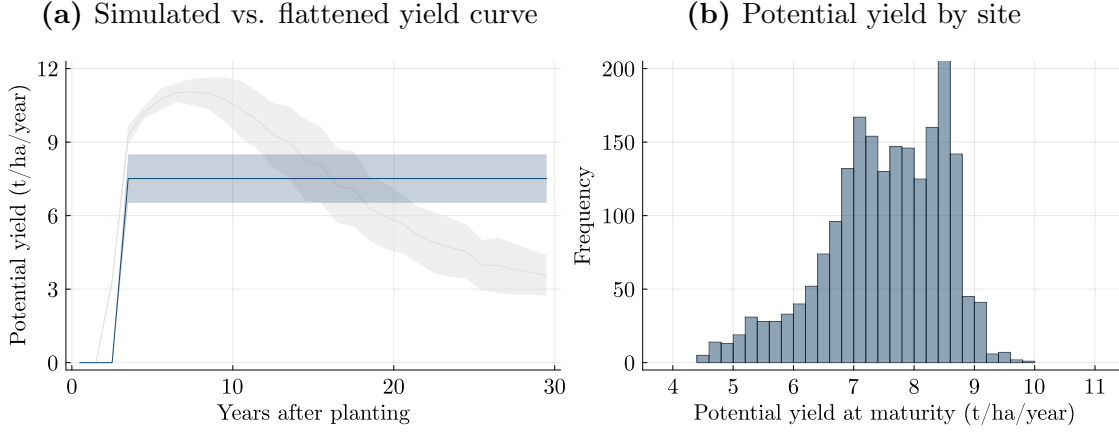 (a) Simulated vs. flattened yield curve
Potential yield (t/ha/year)
12
9
6
3
0
0 10 20 30
Years after planting
(b) Potential yield by site
Frequency
200
150
100
50
0
4 5 6 7 8 9 10 11
Potential yield at maturity (t/ha/year)